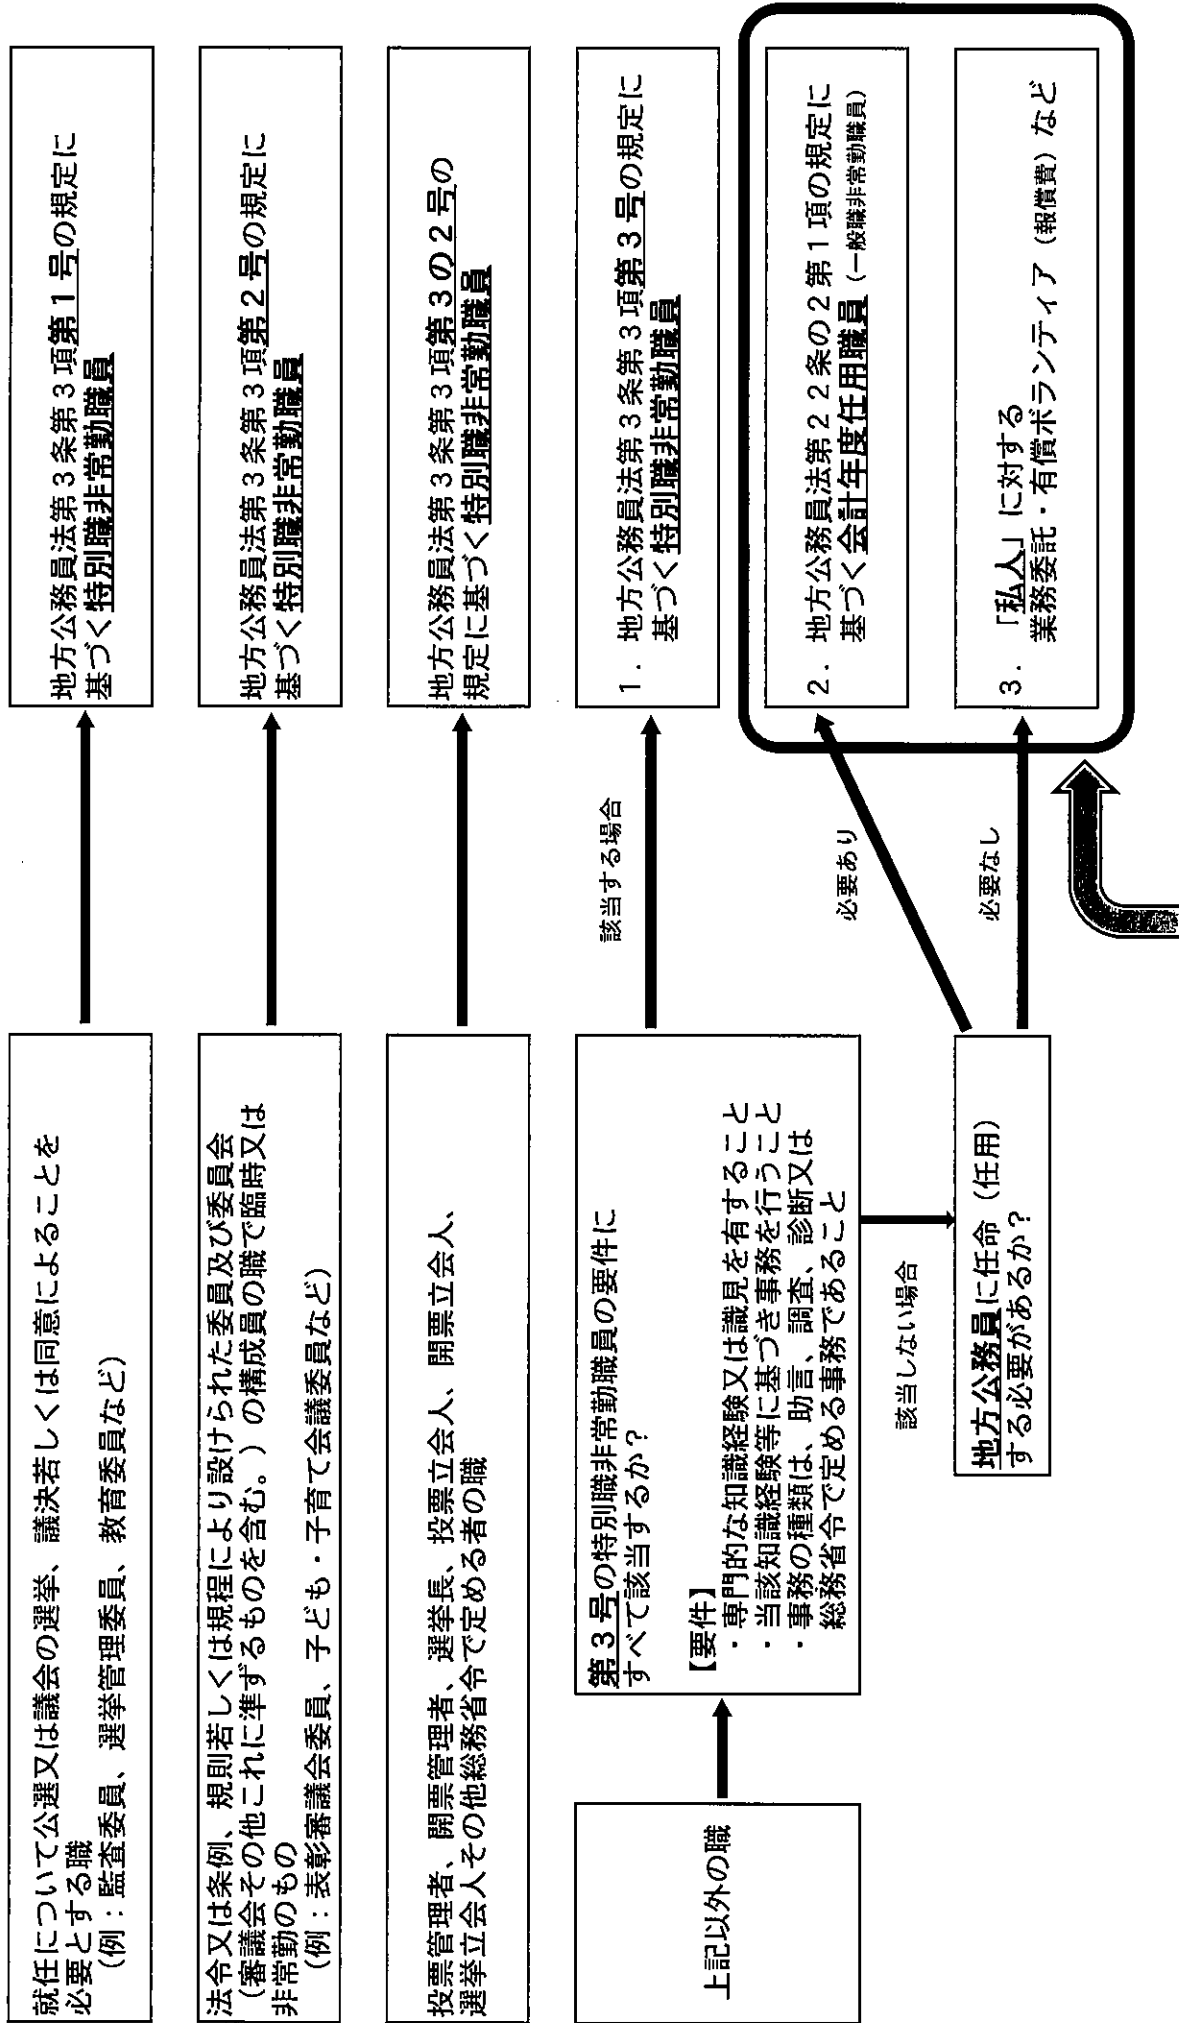 就任について公選又は議会の選挙、議決若しくは同意によることを
必要とする職
（例：監査委員、選挙管理委員、教育委員など）
地方公務員法第３条第３項第１号の規定に
基づく特別職非常勤職員
法令又は条例、規則若しくは規程により設けられた委員及び委員会
（審議会その他これに準ずるものを含む。）の構成員の職で臨時又は
非常勤のもの
（例：表彰審議会委員、子ども・子育て会議委員など）
地方公務員法第３条第３項第２号の規定に
基づく特別職非常勤職員
投票管理者、開票管理者、選挙長、投票立会人、開票立会人、
選挙立会人その他総務省令で定める者の職
地方公務員法第３条第３項第３の２号の
規定に基づく特別職非常勤職員
上記以外の職
第３号の特別職非常勤職員の要件に
すべて該当するか？
【要件】
・専門的な知識経験又は識見を有すること
・当該知識経験等に基づき事務を行うこと
・事務の種類は、助言、調査、診断又は
総務省令で定める事務であること
該当する場合
１．地方公務員法第３条第３項第３号の規定に
基づく特別職非常勤職員
該当しない場合
地方公務員に任命（任用）
する必要があるか？
必要あり
２．地方公務員法第２２条の２第１項の規定に
基づく会計年度任用職員（一般職非常勤職員）
必要なし
３．「私人」に対する
業務委託・有償ボランティア（報償費）など